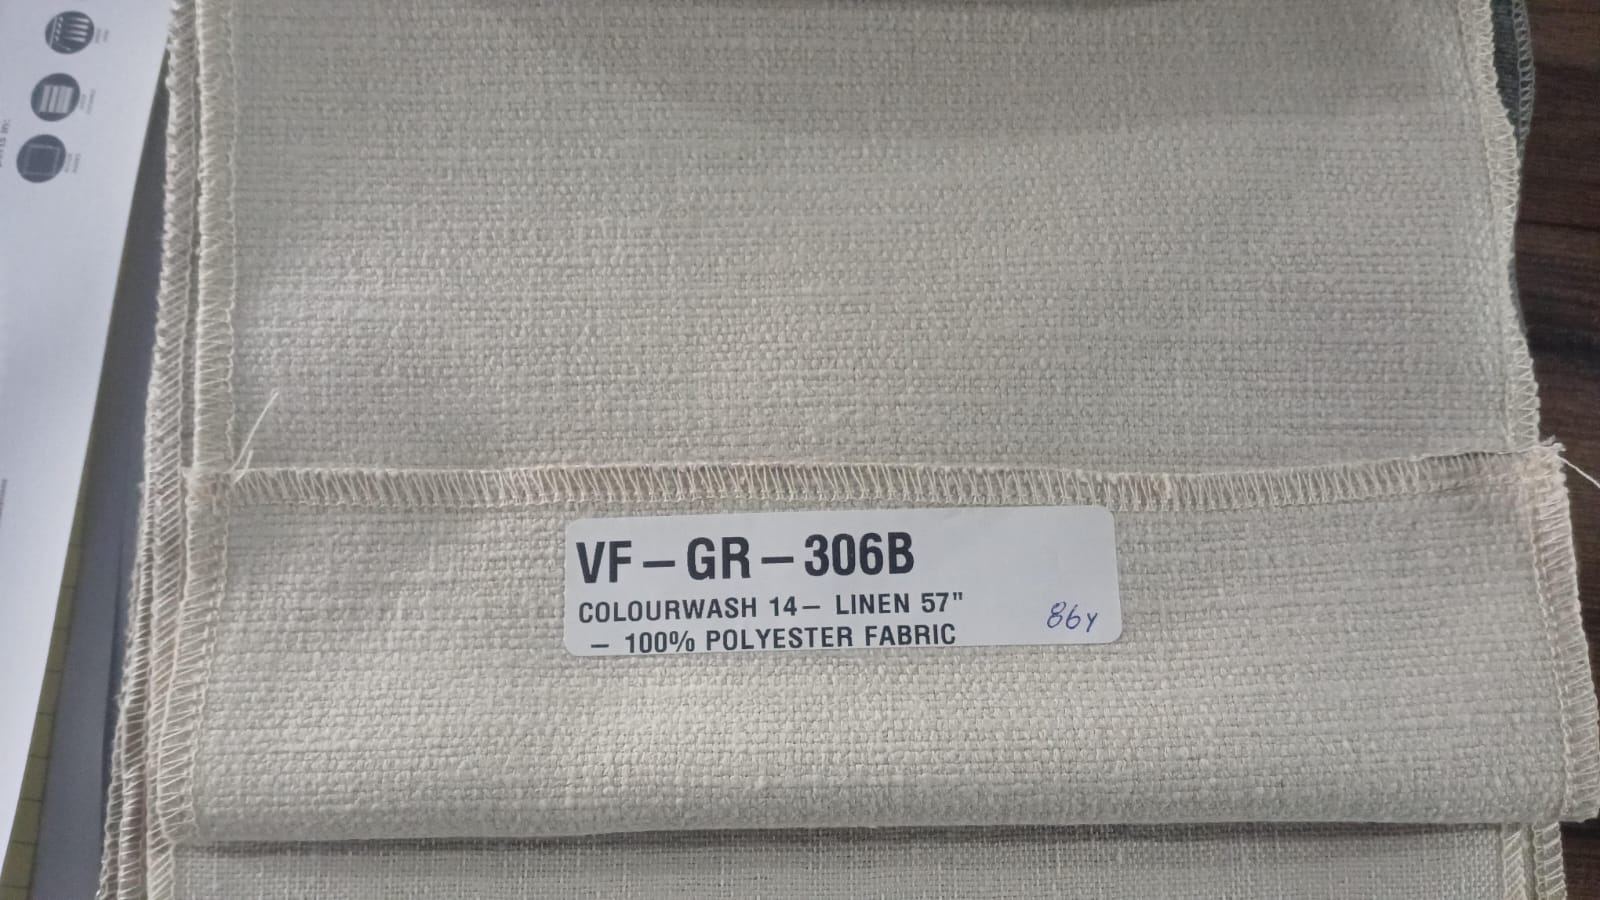 VF-GR-306B
COLOURWASH 14- LINEN 57"
- 100% POLYESTER FABRIC
86y